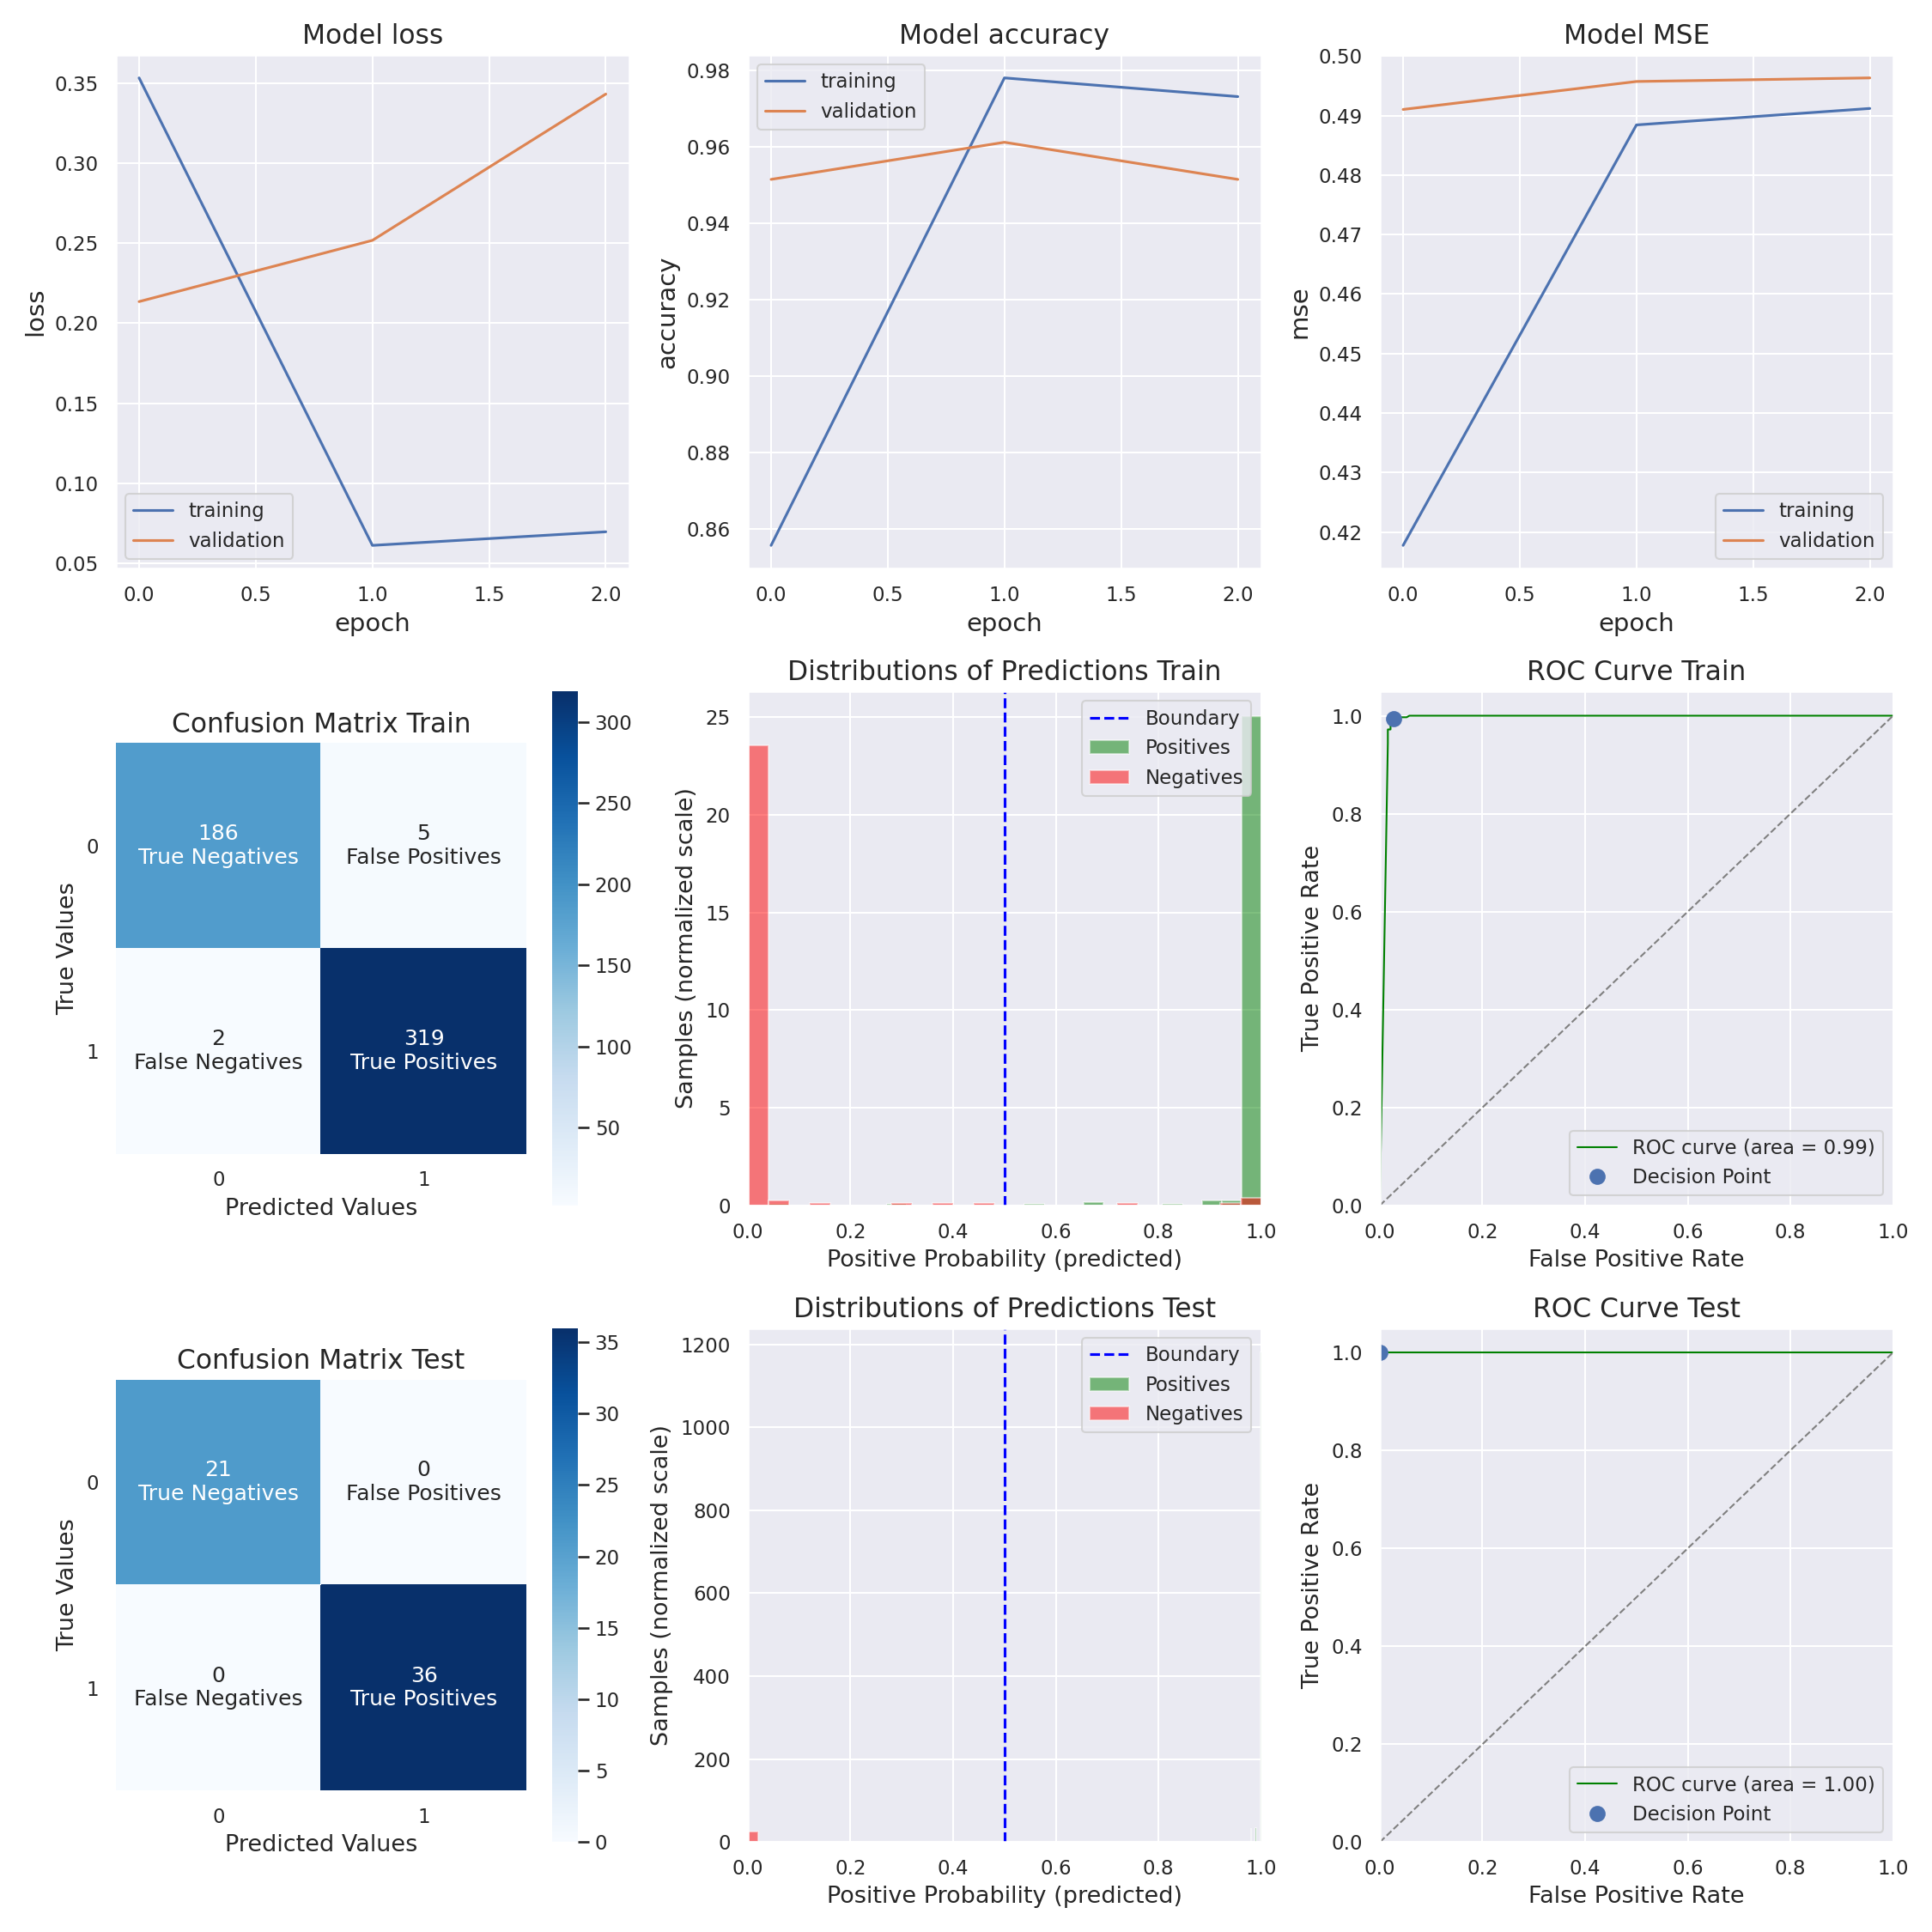 Model loss
0.35
0.30
0.25
0.20
0.15
0.10
0.05
loss
training
validation
0.0 0.5 1.0 1.5 2.0
epoch
Model accuracy
0.98
0.96
0.94
0.92
0.90
0.88
0.86
accuracy
training
validation
0.0 0.5 1.0 1.5 2.0
epoch
Model MSE
0.50
0.49
0.48
0.47
0.46
0.45
0.44
0.43
0.42
mse
training
validation
0.0 0.5 1.0 1.5 2.0
epoch
Confusion Matrix Train
True Values
0
1
186
True Negatives
5
False Positives
2
False Negatives
319
True Positives
0 1
Predicted Values
300
250
200
150
100
50
Distributions of Predictions Train
25
20
15
10
5
0
Samples (normalized scale)
Boundary
Positives
Negatives
0.0 0.2 0.4 0.6 0.8 1.0
Positive Probability (predicted)
ROC Curve Train
1.0
0.8
0.6
0.4
0.2
0.0
True Positive Rate
ROC curve (area = 0.99)
Decision Point
0.0 0.2 0.4 0.6 0.8 1.0
False Positive Rate
Confusion Matrix Test
True Values
0
1
21
True Negatives
0
False Positives
0
False Negatives
36
True Positives
0 1
Predicted Values
35
30
25
20
15
10
5
0
Distributions of Predictions Test
1200
1000
800
600
400
200
0
Samples (normalized scale)
Boundary
Positives
Negatives
0.0 0.2 0.4 0.6 0.8 1.0
Positive Probability (predicted)
ROC Curve Test
1.0
0.8
0.6
0.4
0.2
0.0
True Positive Rate
ROC curve (area = 1.00)
Decision Point
0.0 0.2 0.4 0.6 0.8 1.0
False Positive Rate